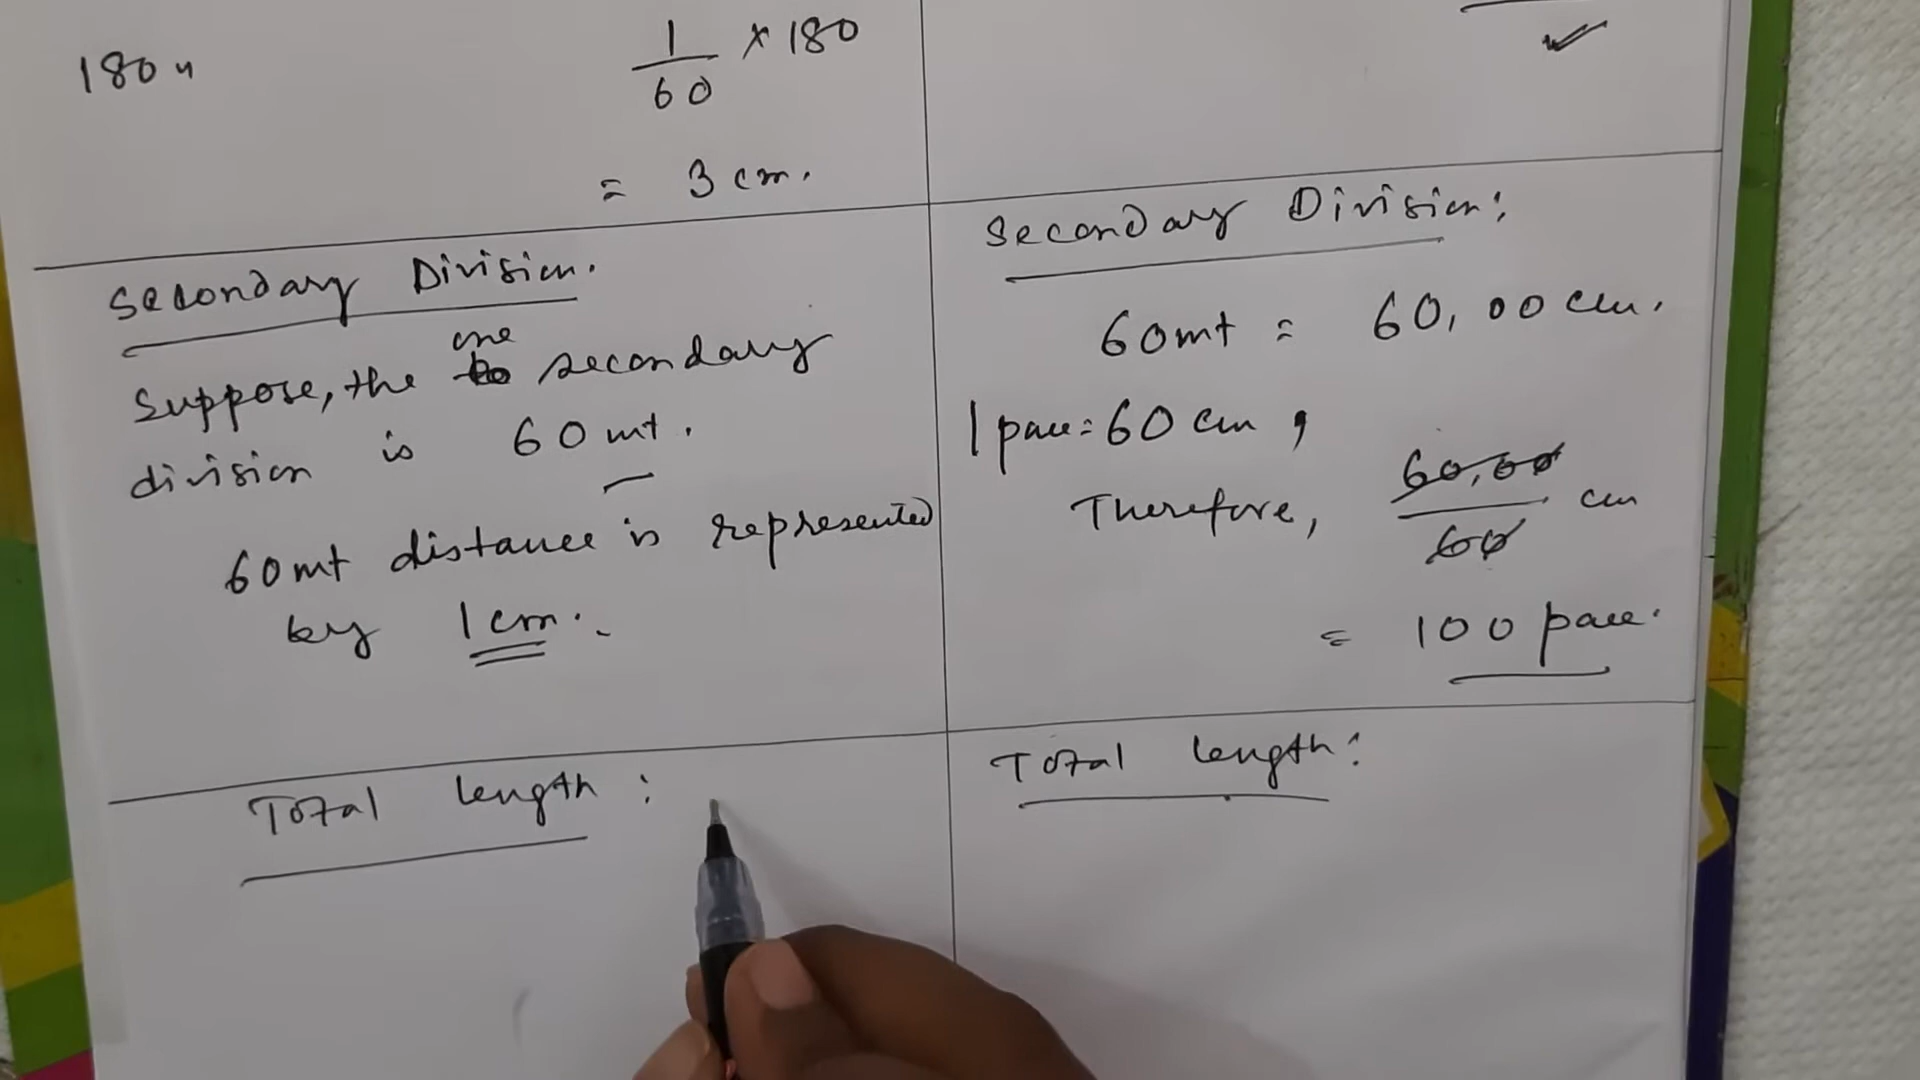 180 "
1/60 × 180
= 3 cm.
Secondary Division.
Suppose, the one secondary
division is 60 mt.
60 mt distance is represented
by 1 cm.
Total length :
Secondary Division:
60mt = 60,00 cm.
1 pace = 60 cm,
Therefore, 60,00/60 cm
= 100 pace.
Total length :